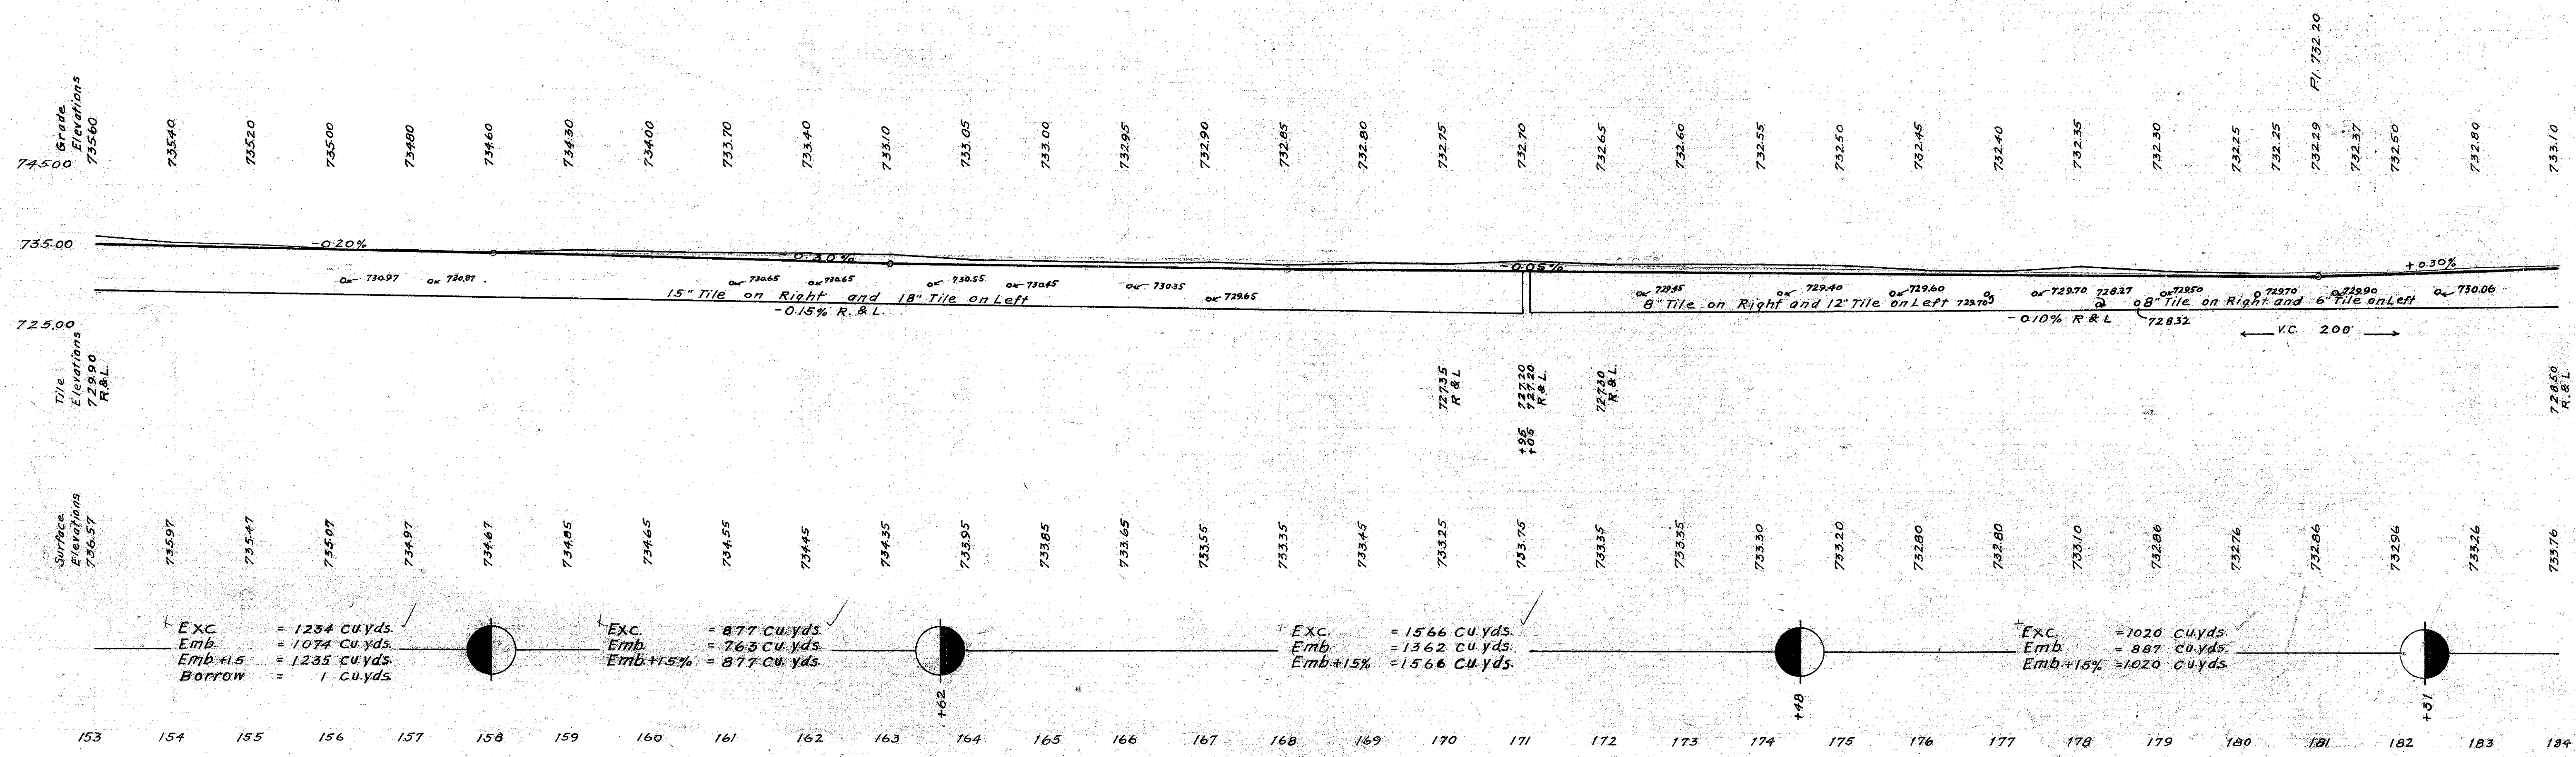 P.I. 732.20
Grade Elevations
735.60 735.40 735.20 735.00 734.80 734.60 734.30 734.00 733.70 733.40 733.10 733.05 733.00 732.95 732.90 732.85 732.80 732.75 732.70 732.65 732.60 732.55 732.50 732.45 732.40 732.35 732.30 732.25 732.25 732.29 732.37 732.50 732.80 733.10
745.00
735.00
-0.20% -0.30% -0.05% +0.30%
730.97 730.87 730.65 730.65 730.55 730.45 730.35 729.65 729.45 729.40 729.60 729.70 729.70 728.27 729.50 729.70 729.90 730.06
15" Tile on Right and 18" Tile on Left
8" Tile on Right and 12" Tile on Left
8" Tile on Right and 6" Tile on Left
-0.15% R. & L.
-0.10% R & L
728.32
725.00
V.C. 200'
Tile Elevations
729.90 R.&L.
727.35 R & L
727.20
727.20 R & L.
727.30 R.& L.
728.50 R.& L.
+95
+05
Surface Elevations
736.57 735.97 735.47 735.07 734.97 734.67 734.85 734.65 734.55 734.45 734.35 733.95 733.85 733.65 733.55 733.35 733.45 733.25 733.75 733.35 733.35 733.30 733.20 732.80 732.80 733.10 732.86 732.76 732.86 732.96 733.26 733.76
Exc. = 1234 cu.yds.
Emb. = 1074 cu.yds.
Emb +15 = 1235 cu.yds.
Borrow = 1 cu.yds.
Exc. = 877 cu.yds.
Emb. = 763 cu.yds.
Emb.+15% = 877 cu.yds.
Exc. = 1566 cu.yds.
Emb. = 1362 cu.yds.
Emb.+15% = 1566 cu.yds.
Exc. = 1020 cu.yds.
Emb. = 887 cu.yds.
Emb.+15% = 1020 cu.yds.
+62 +48 +31
153 154 155 156 157 158 159 160 161 162 163 164 165 166 167 168 169 170 171 172 173 174 175 176 177 178 179 180 181 182 183 184